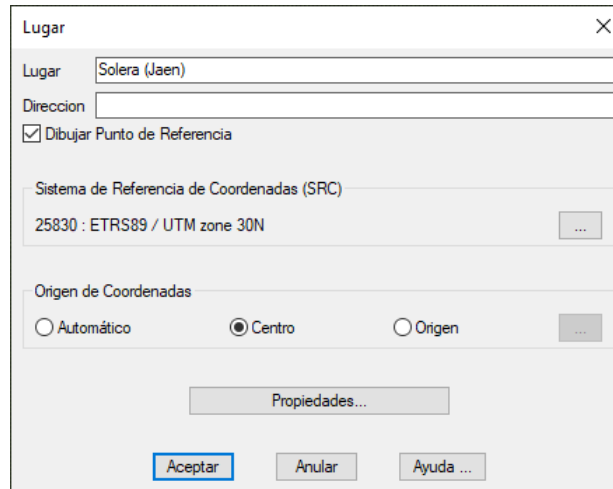 Lugar
Lugar Solera (Jaen)
Direccion
Dibujar Punto de Referencia
Sistema de Referencia de Coordenadas (SRC)
25830 : ETRS89 / UTM zone 30N ...
Origen de Coordenadas
Automático Centro Origen ...
Propiedades...
Aceptar Anular Ayuda ...